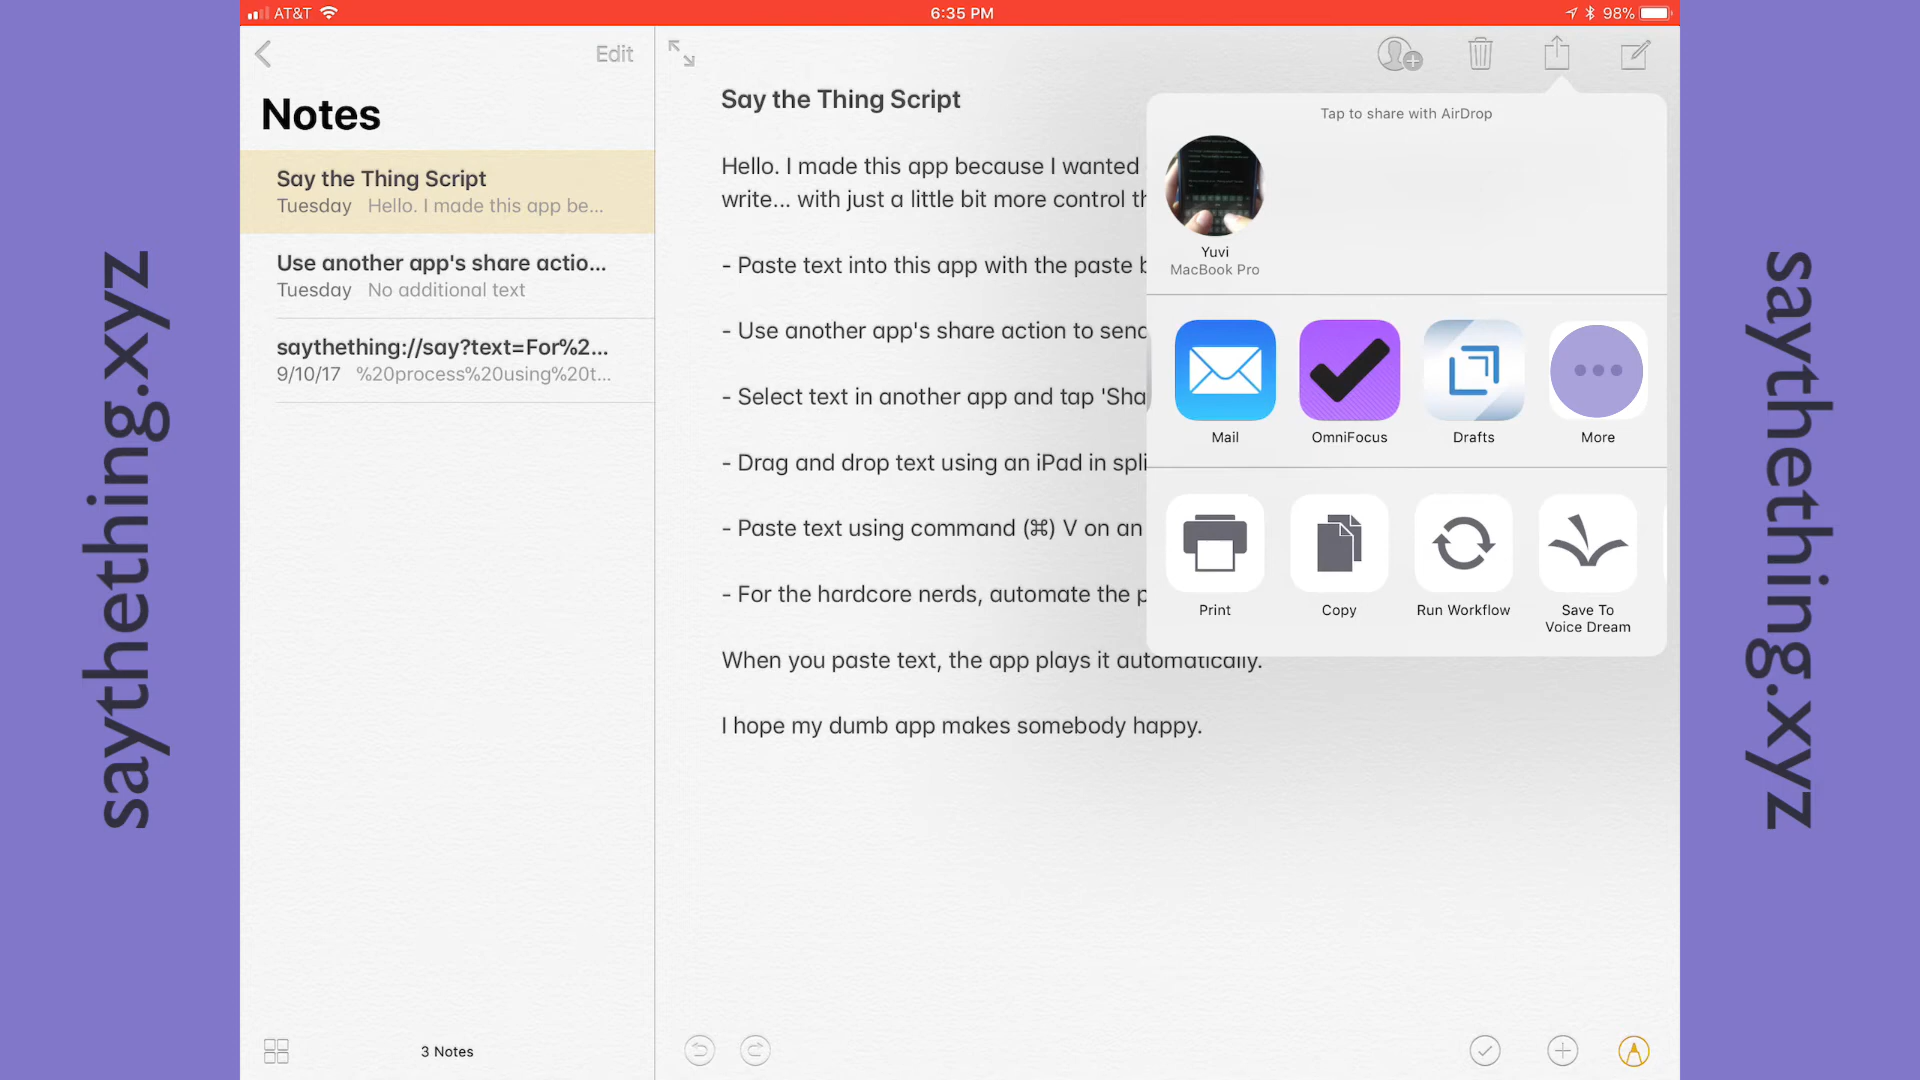 saythething.xyz
AT&T
6:35 PM
98%
Edit
Notes
Say the Thing Script
Tuesday Hello. I made this app be...
Use another app's share actio...
Tuesday No additional text
saythething://say?text=For%2...
9/10/17 %20process%20using%20t...
3 Notes
Say the Thing Script
Hello. I made this app because I wanted
write... with just a little bit more control
- Paste text into this app with the paste
- Use another app's share action to send
- Select text in another app and tap 'Sha
- Drag and drop text using an iPad in spli
- Paste text using command (⌘) V on an
- For the hardcore nerds, automate the p
When you paste text, the app plays it automatically.
I hope my dumb app makes somebody happy.
Tap to share with AirDrop
Yuvi
MacBook Pro
Mail
OmniFocus
Drafts
More
Print
Copy
Run Workflow
Save To
Voice Dream
saythething.xyz